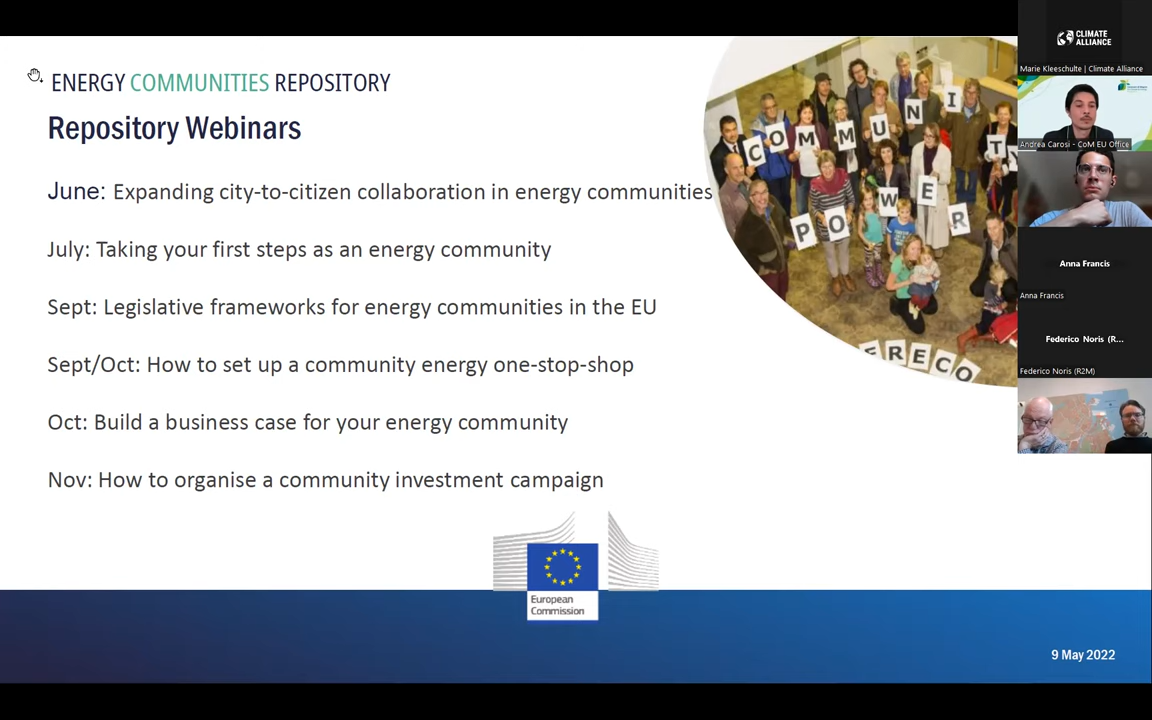 ENERGY COMMUNITIES REPOSITORY
Repository Webinars
June: Expanding city-to-citizen collaboration in energy communities
July: Taking your first steps as an energy community
Sept: Legislative frameworks for energy communities in the EU
Sept/Oct: How to set up a community energy one-stop-shop
Oct: Build a business case for your energy community
Nov: How to organise a community investment campaign
COMMUNITY
POWER
ERECO
European
Commission
9 May 2022
CLIMATE
ALLIANCE
Marie Kleeschulte | Climate Alliance
Andrea Carosi - CoM EU Office
Anna Francis
Anna Francis
Federico Noris (R...
Federico Noris (R2M)